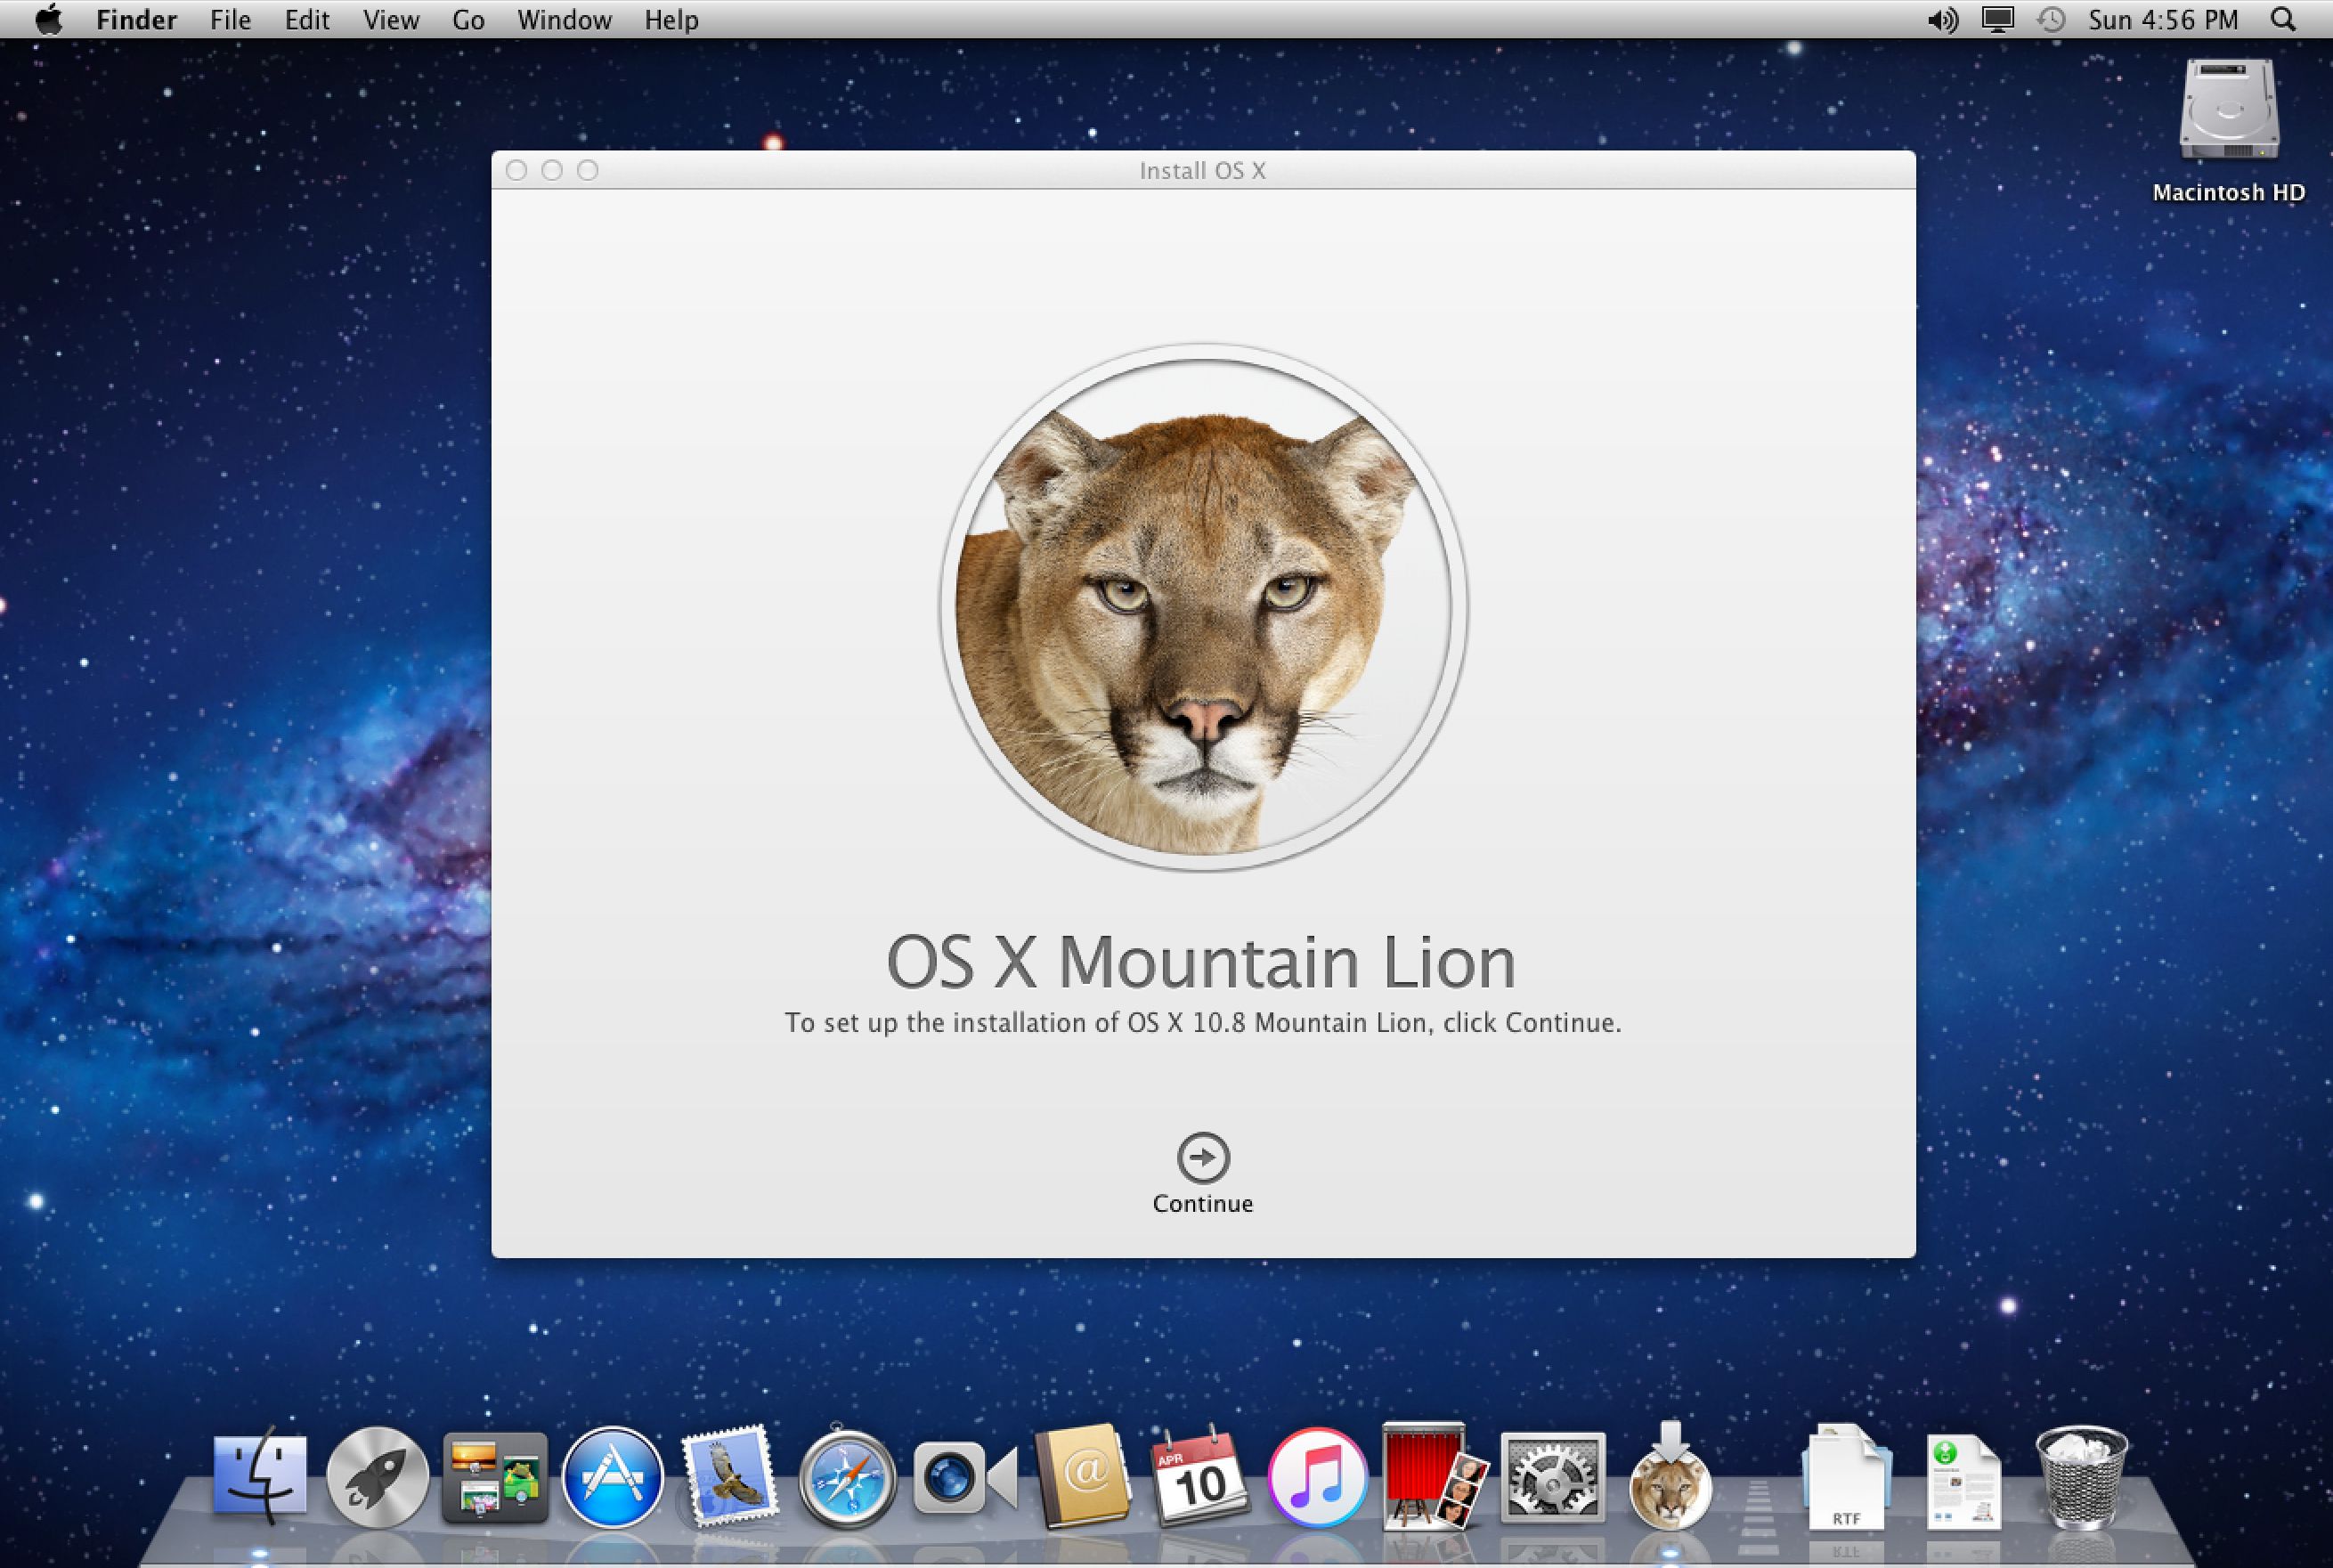 Finder File Edit View Go Window Help Sun 4:56 PM
Macintosh HD
Install OS X
OS X Mountain Lion
To set up the installation of OS X 10.8 Mountain Lion, click Continue.
Continue
@
APR
10
RTF